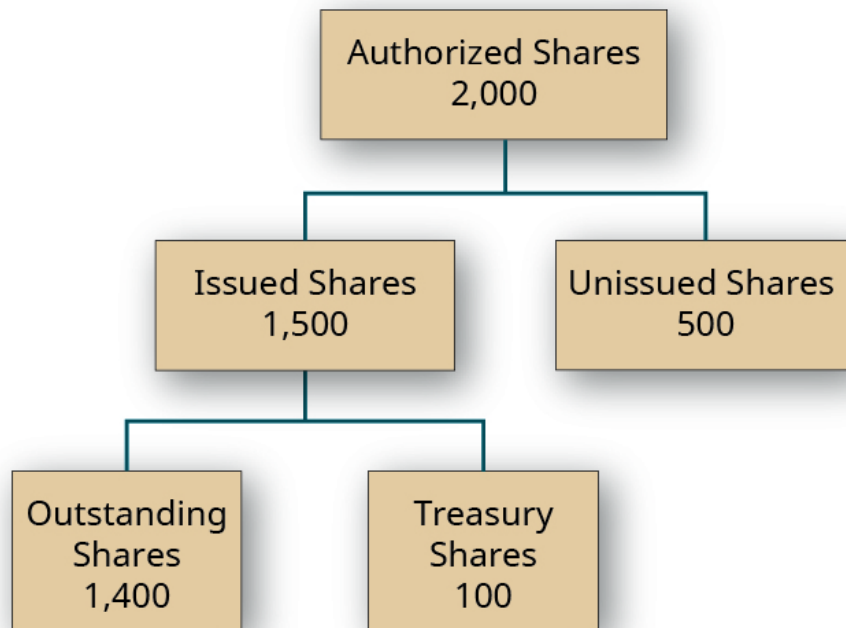 Authorized Shares
2,000
Issued Shares
1,500
Unissued Shares
500
Outstanding
Shares
1,400
Treasury
Shares
100